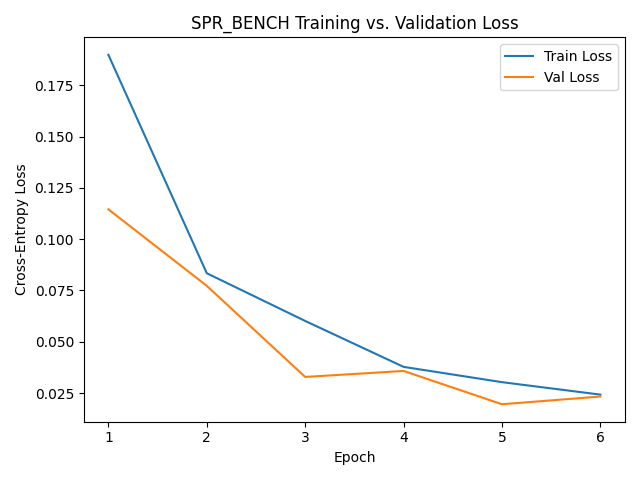 SPR_BENCH Training vs. Validation Loss
Train Loss
Val Loss
Cross-Entropy Loss
0.175
0.150
0.125
0.100
0.075
0.050
0.025
1 2 3 4 5 6
Epoch